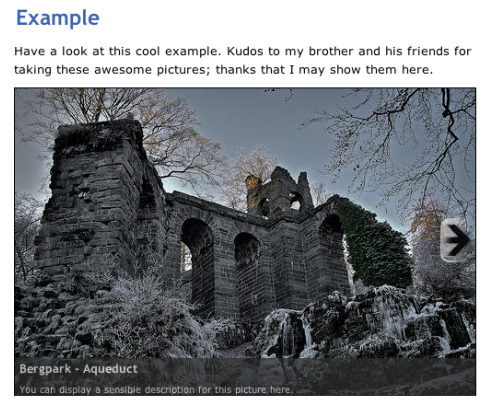 Example
Have a look at this cool example. Kudos to my brother and his friends for
taking these awesome pictures; thanks that I may show them here.
Bergpark - Aqueduct
You can display a sensible description for this picture here.